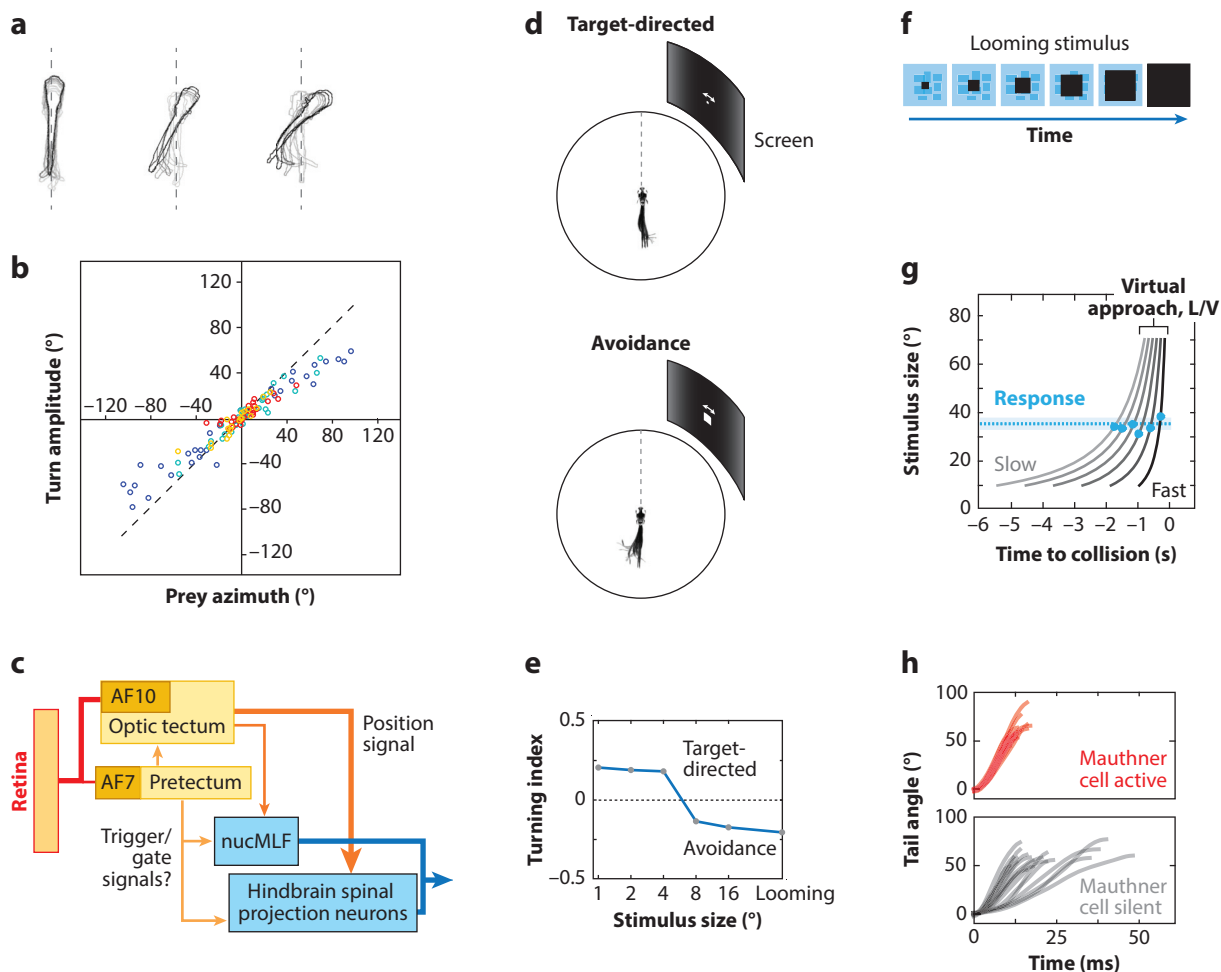 a
b
120
80
40
−120
−40
40
120
−40
−80
−120
Turn amplitude (°)
Prey azimuth (°)
c
Retina
AF10
Optic tectum
AF7 Pretectum
Position
signal
Trigger/
gate
signals?
nucMLF
Hindbrain spinal
projection neurons
d
Target-directed
Screen
Avoidance
e
0.5
0
−0.5
Turning index
Target-
directed
Avoidance
1 2 4 8 16 Looming
Stimulus size (°)
f
Looming stimulus
Time
g
Virtual
approach, L/V
80
60
40
20
0
Stimulus size (°)
Response
Slow
Fast
−6 −5 −4 −3 −2 −1 0
Time to collision (s)
h
100
50
0
Mauthner
cell active
100
50
0
Mauthner
cell silent
Tail angle (°)
0 25 50
Time (ms)